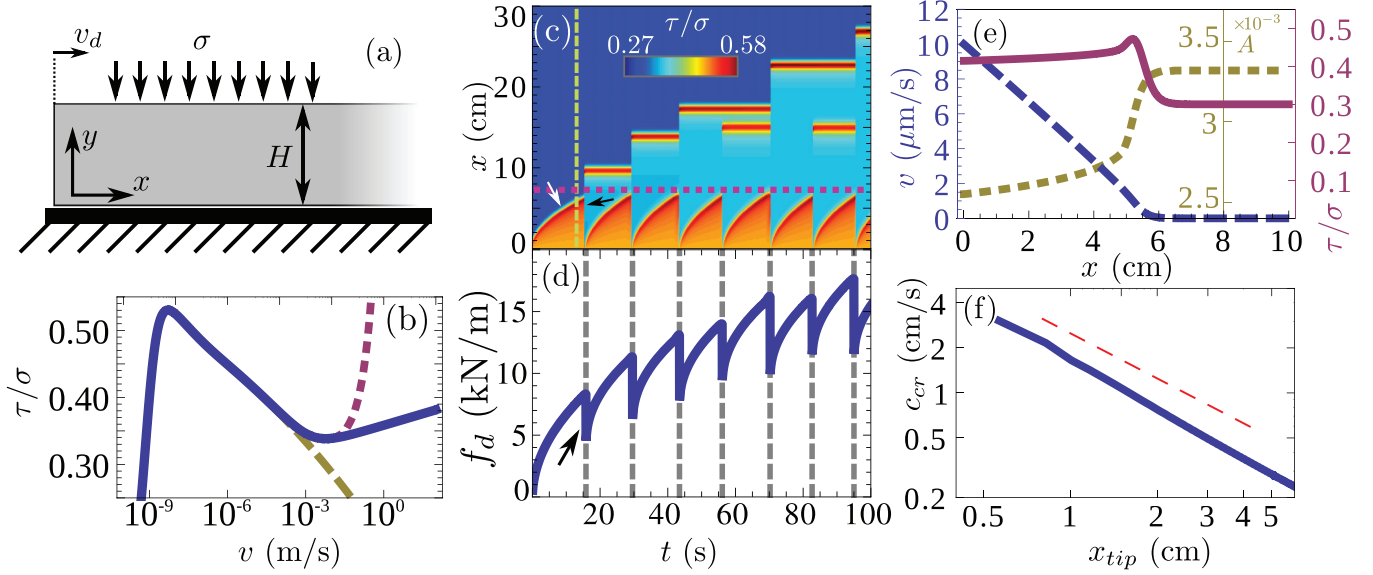 (a)
v_d
σ
y
x
H
(b)
τ/σ
0.50
0.40
0.30
10^-9
10^-6
10^-3
10^0
v (m/s)
(c)
τ/σ
0.27
0.58
x (cm)
30
20
10
0
(d)
f_d (kN/m)
15
10
5
0
20
40
60
80
100
t (s)
(e)
v (μm/s)
12
10
8
6
4
2
0
×10^-3
3.5
A
3
2.5
0.5
0.4
0.3
0.2
0.1
τ/σ
0
2
4
6
8
10
x (cm)
(f)
c_cr (cm/s)
4
2
1
0.5
0.2
0.5
1
2
3
4
5
x_tip (cm)